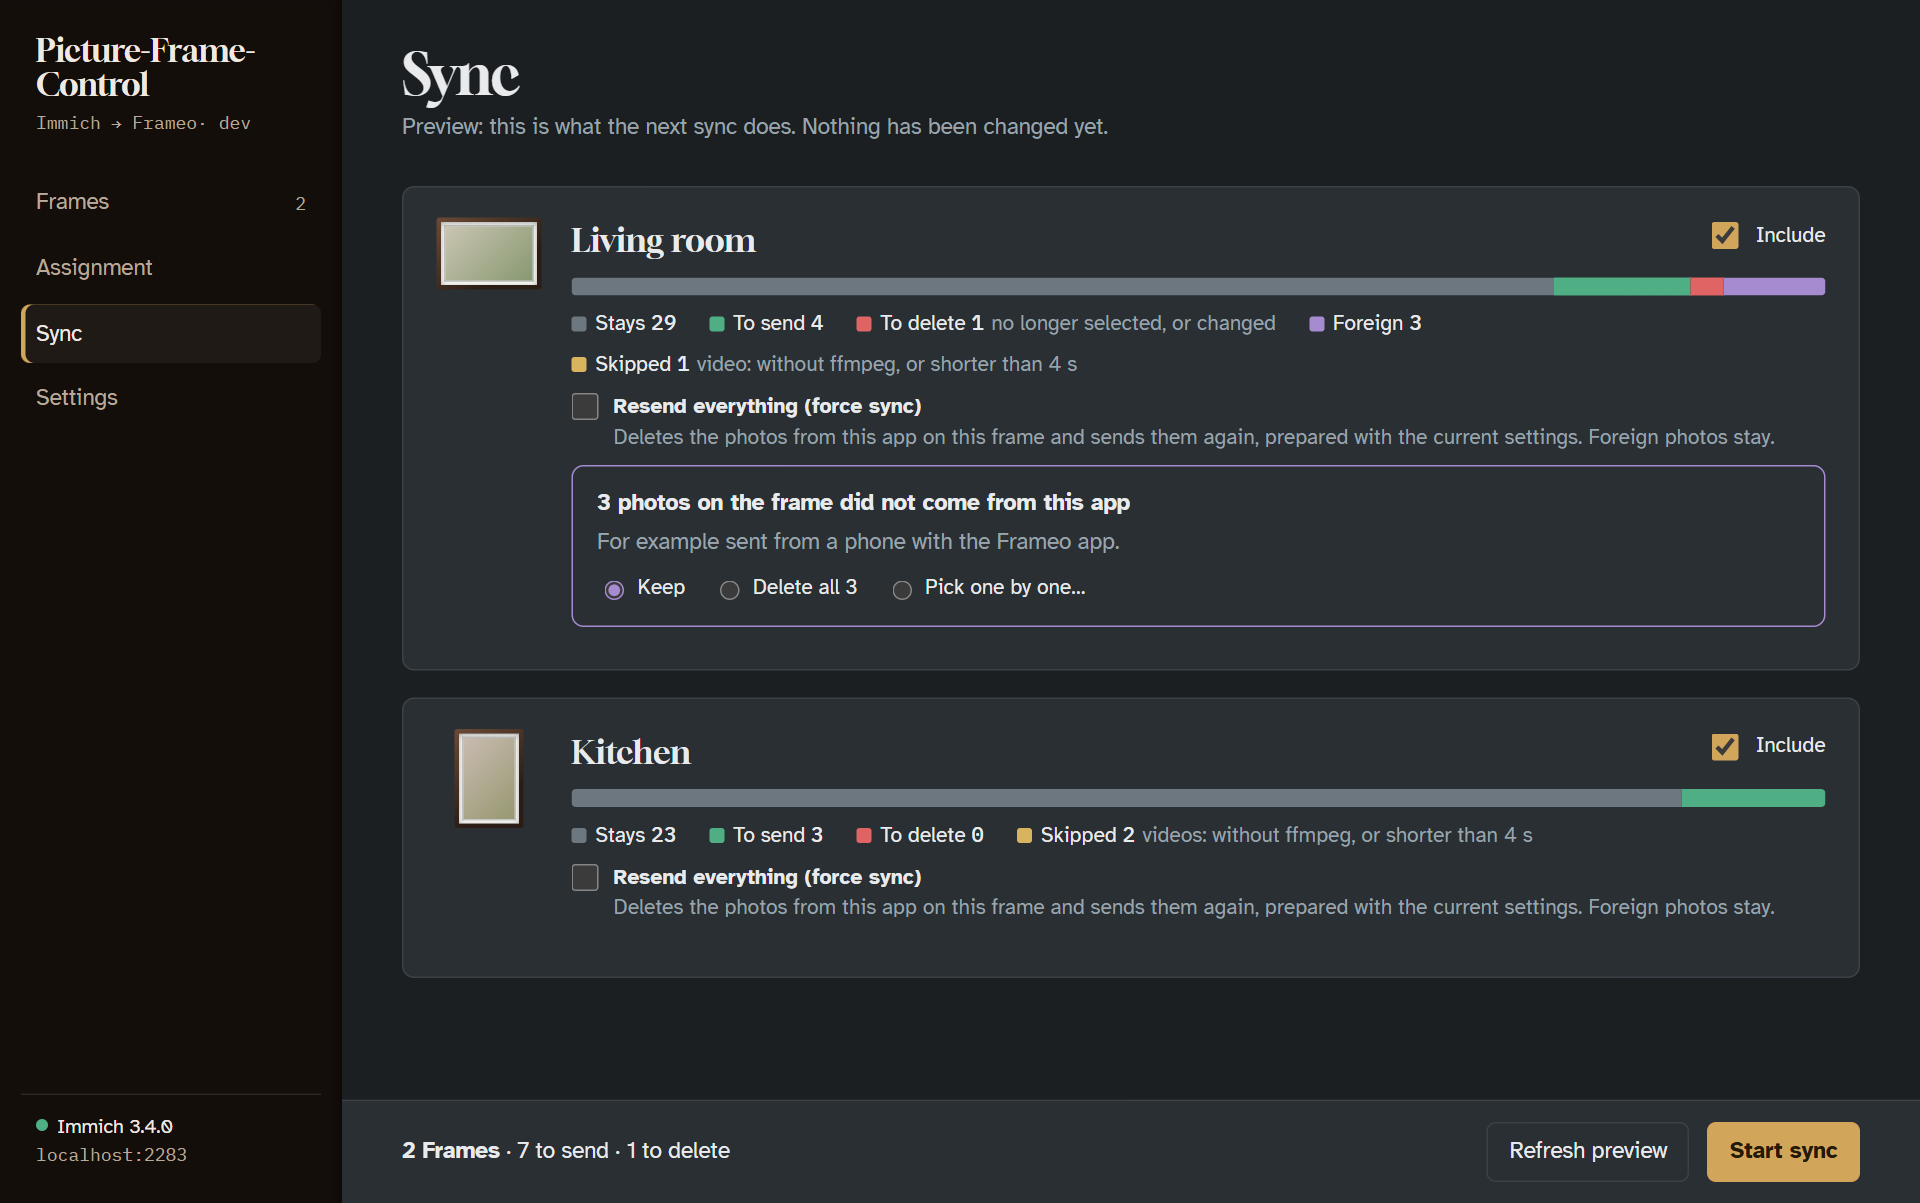 Picture-Frame-
Control
Immich → Frameo· dev
Frames 2
Assignment
Sync
Settings
Immich 3.4.0
localhost:2283
Sync
Preview: this is what the next sync does. Nothing has been changed yet.
Living room
Include
Stays 29 To send 4 To delete 1 no longer selected, or changed Foreign 3
Skipped 1 video: without ffmpeg, or shorter than 4 s
Resend everything (force sync)
Deletes the photos from this app on this frame and sends them again, prepared with the current settings. Foreign photos stay.
3 photos on the frame did not come from this app
For example sent from a phone with the Frameo app.
Keep Delete all 3 Pick one by one...
Kitchen
Include
Stays 23 To send 3 To delete 0 Skipped 2 videos: without ffmpeg, or shorter than 4 s
Resend everything (force sync)
Deletes the photos from this app on this frame and sends them again, prepared with the current settings. Foreign photos stay.
2 Frames · 7 to send · 1 to delete
Refresh preview
Start sync